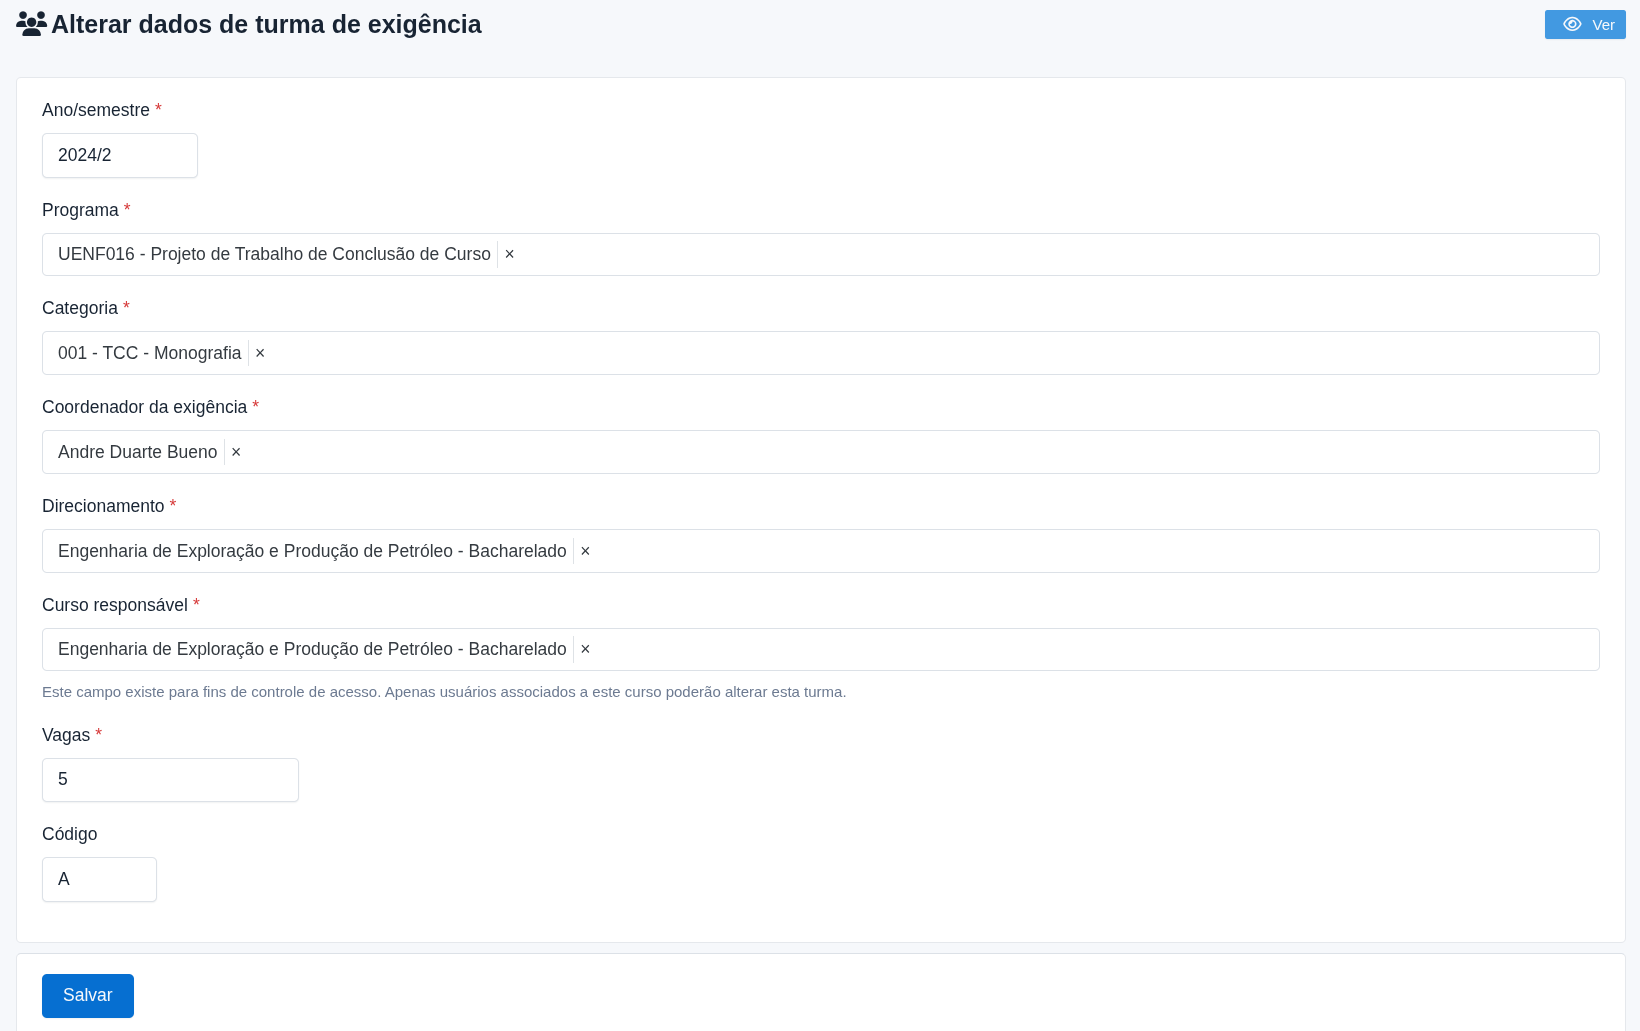 Alterar dados de turma de exigência
Ver
Ano/semestre *
2024/2
Programa *
UENF016 - Projeto de Trabalho de Conclusão de Curso ×
Categoria *
001 - TCC - Monografia ×
Coordenador da exigência *
Andre Duarte Bueno ×
Direcionamento *
Engenharia de Exploração e Produção de Petróleo - Bacharelado ×
Curso responsável *
Engenharia de Exploração e Produção de Petróleo - Bacharelado ×
Este campo existe para fins de controle de acesso. Apenas usuários associados a este curso poderão alterar esta turma.
Vagas *
5
Código
A
Salvar